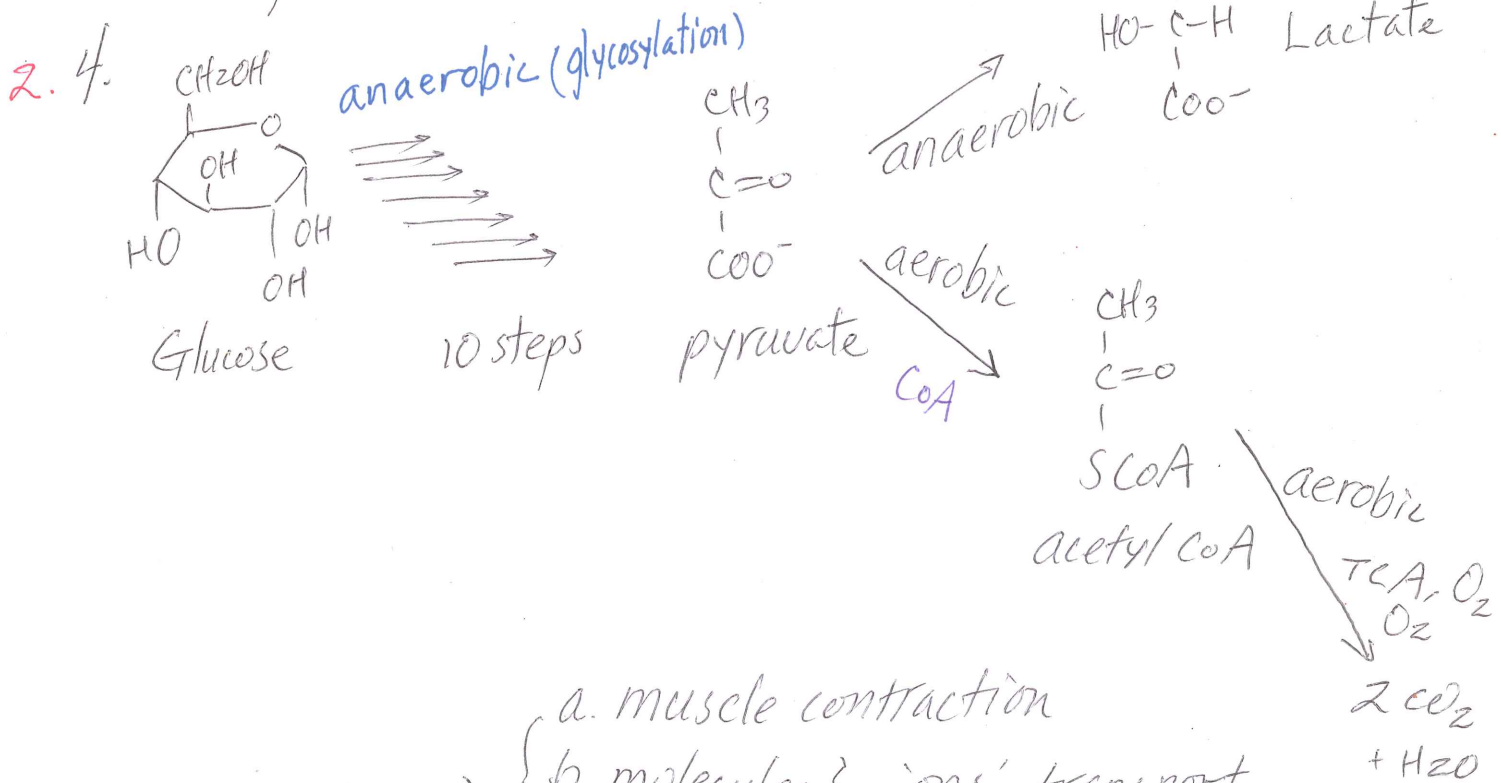 2. 4.
CH2OH
O
OH
HO
OH
OH
Glucose
anaerobic (glycosylation)
10 steps
CH3
C=O
COO-
pyruvate
anaerobic
HO-C-H Lactate
COO-
aerobic
CoA
CH3
C=O
SCoA
acetyl CoA
aerobic
TCA, O2
O2
2 CO2
+ H2O
a. muscle contraction
b